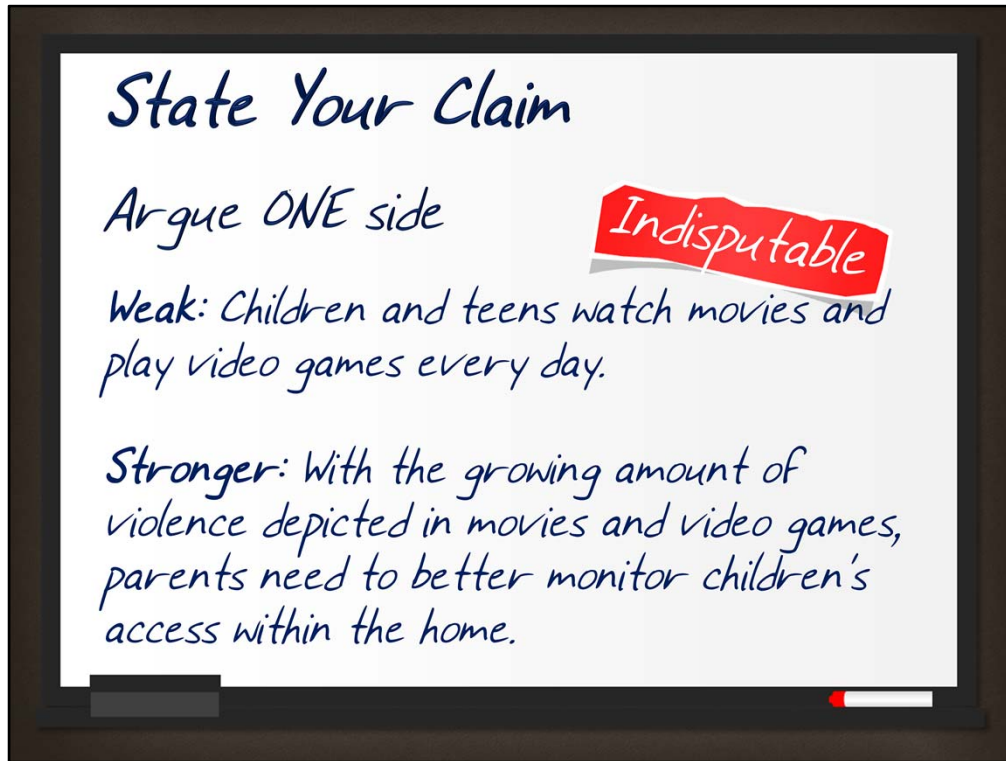 State Your Claim
Argue ONE side
Indisputable
Weak: Children and teens watch movies and
play video games every day.
Stronger: With the growing amount of
violence depicted in movies and video games,
parents need to better monitor children's
access within the home.